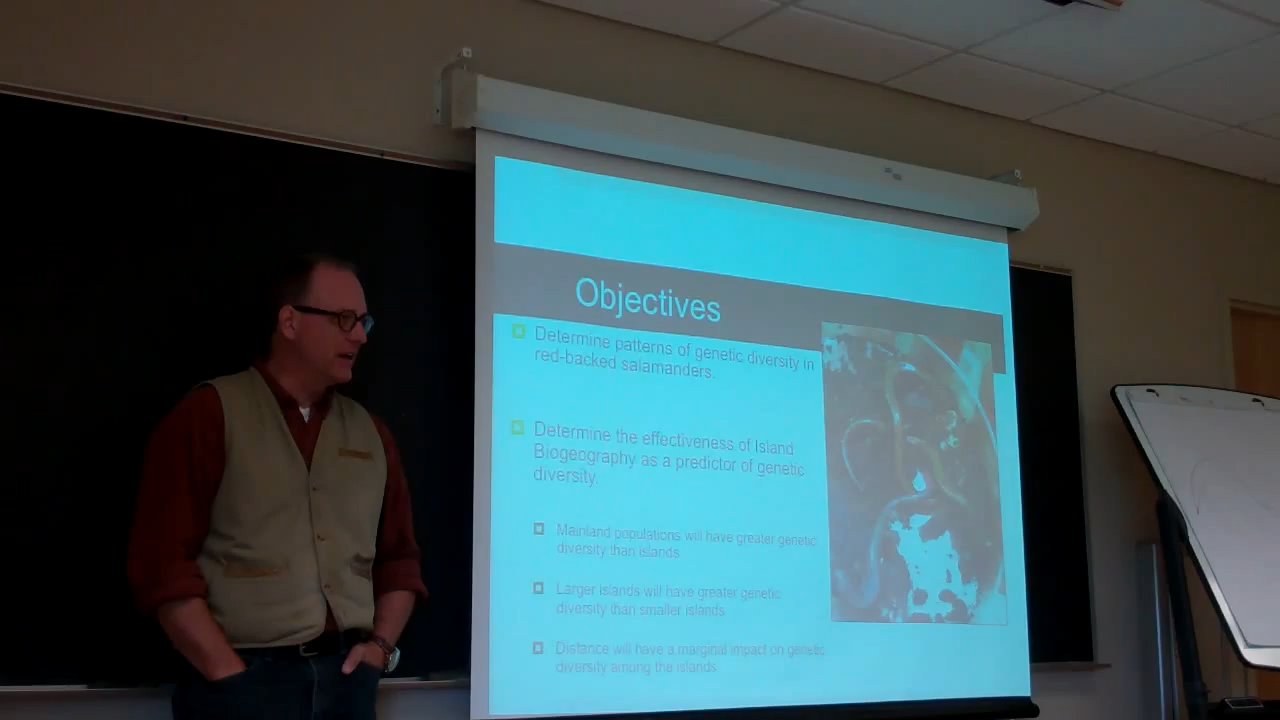 Objectives
Determine patterns of genetic diversity in
red-backed salamanders.
Determine the effectiveness of Island
Biogeography as a predictor of genetic
diversity.
Mainland populations will have greater genetic
diversity than islands
Larger islands will have greater genetic
diversity than smaller islands
Distance will have a marginal impact on genetic
diversity among the islands